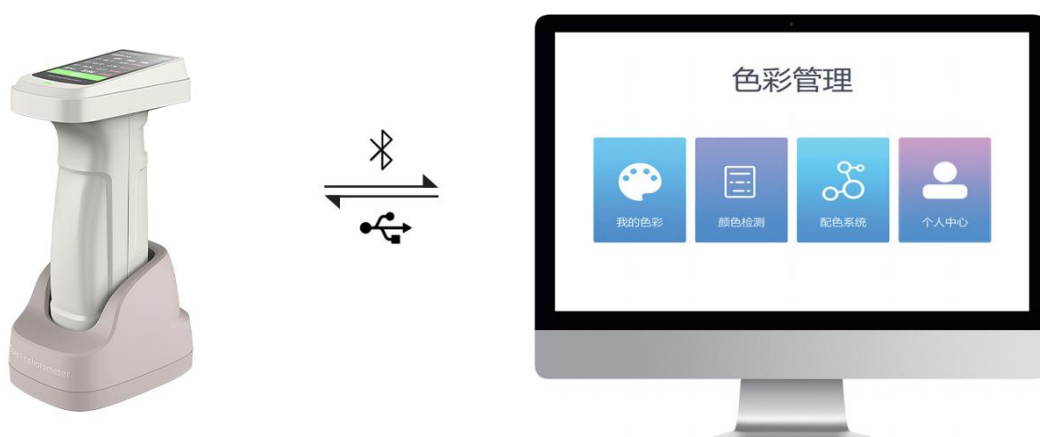 色彩管理
我的色彩
颜色检测
配色系统
个人中心